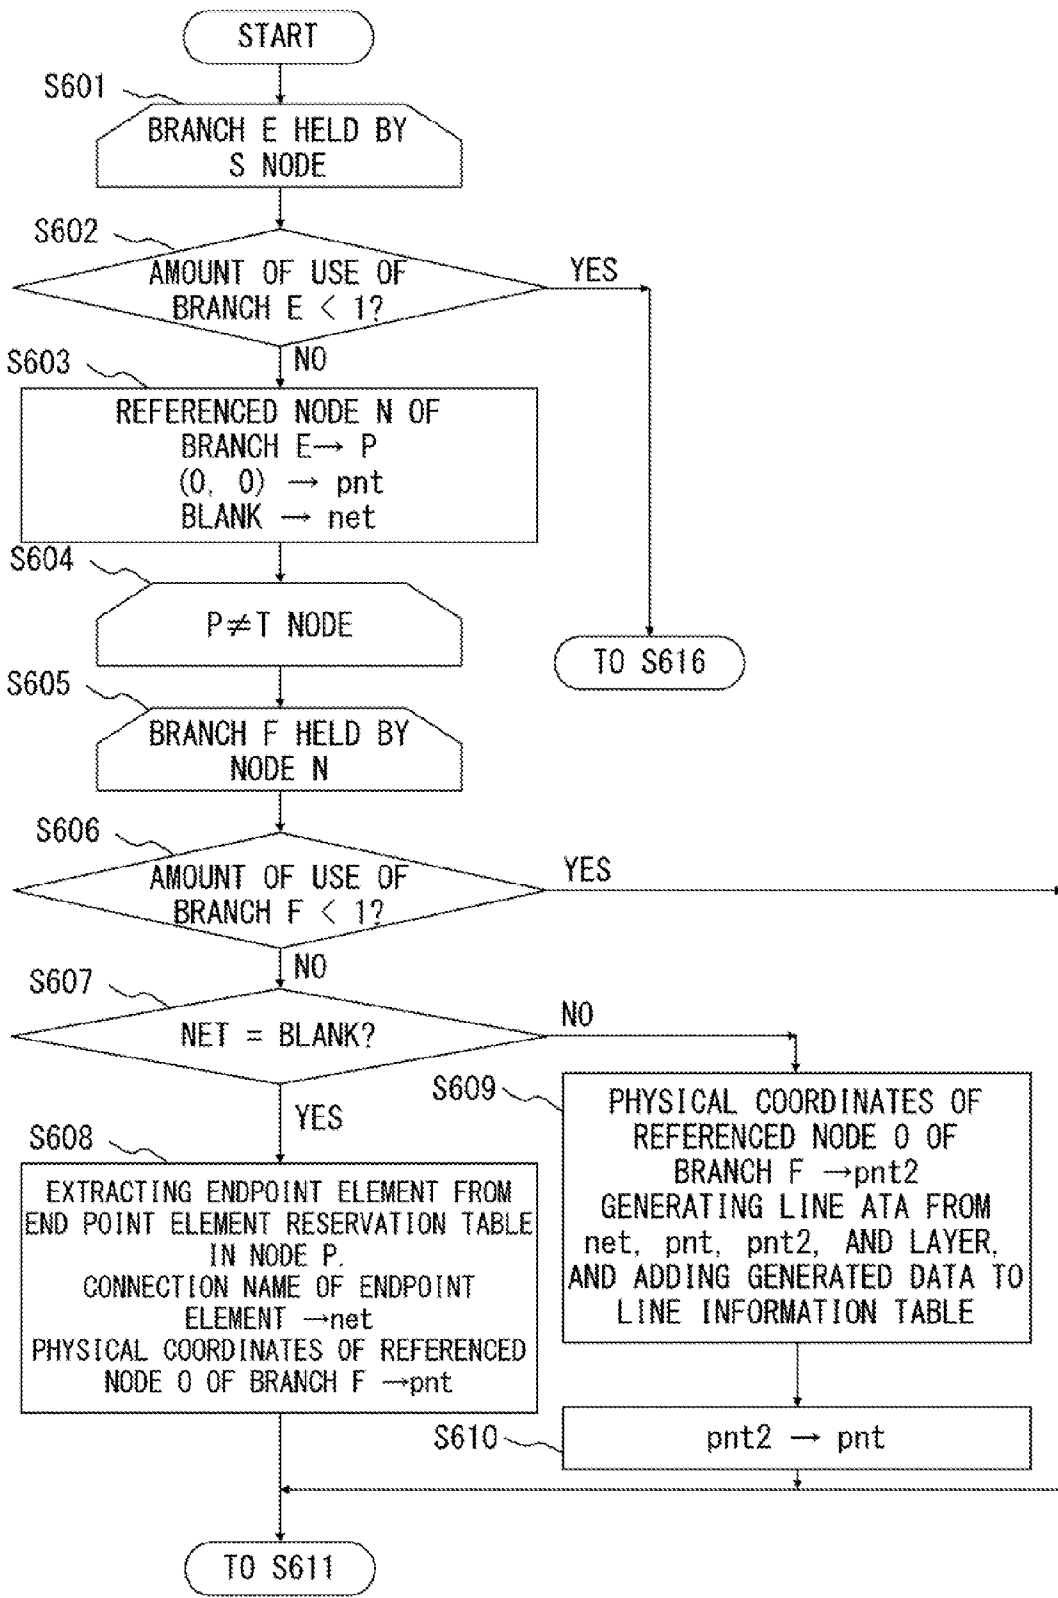 START
S601
BRANCH E HELD BY
S NODE
S602
AMOUNT OF USE OF
BRANCH E < 1?
YES
NO
S603
REFERENCED NODE N OF
BRANCH E→ P
(0, 0) → pnt
BLANK → net
S604
P≠T NODE
TO S616
S605
BRANCH F HELD BY
NODE N
S606
AMOUNT OF USE OF
BRANCH F < 1?
YES
NO
S607
NET = BLANK?
NO
YES
S608
EXTRACTING ENDPOINT ELEMENT FROM
END POINT ELEMENT RESERVATION TABLE
IN NODE P.
CONNECTION NAME OF ENDPOINT
ELEMENT →net
PHYSICAL COORDINATES OF REFERENCED
NODE O OF BRANCH F →pnt
S609
PHYSICAL COORDINATES OF
REFERENCED NODE O OF
BRANCH F →pnt2
GENERATING LINE ATA FROM
net, pnt, pnt2, AND LAYER,
AND ADDING GENERATED DATA TO
LINE INFORMATION TABLE
S610
pnt2 → pnt
TO S611